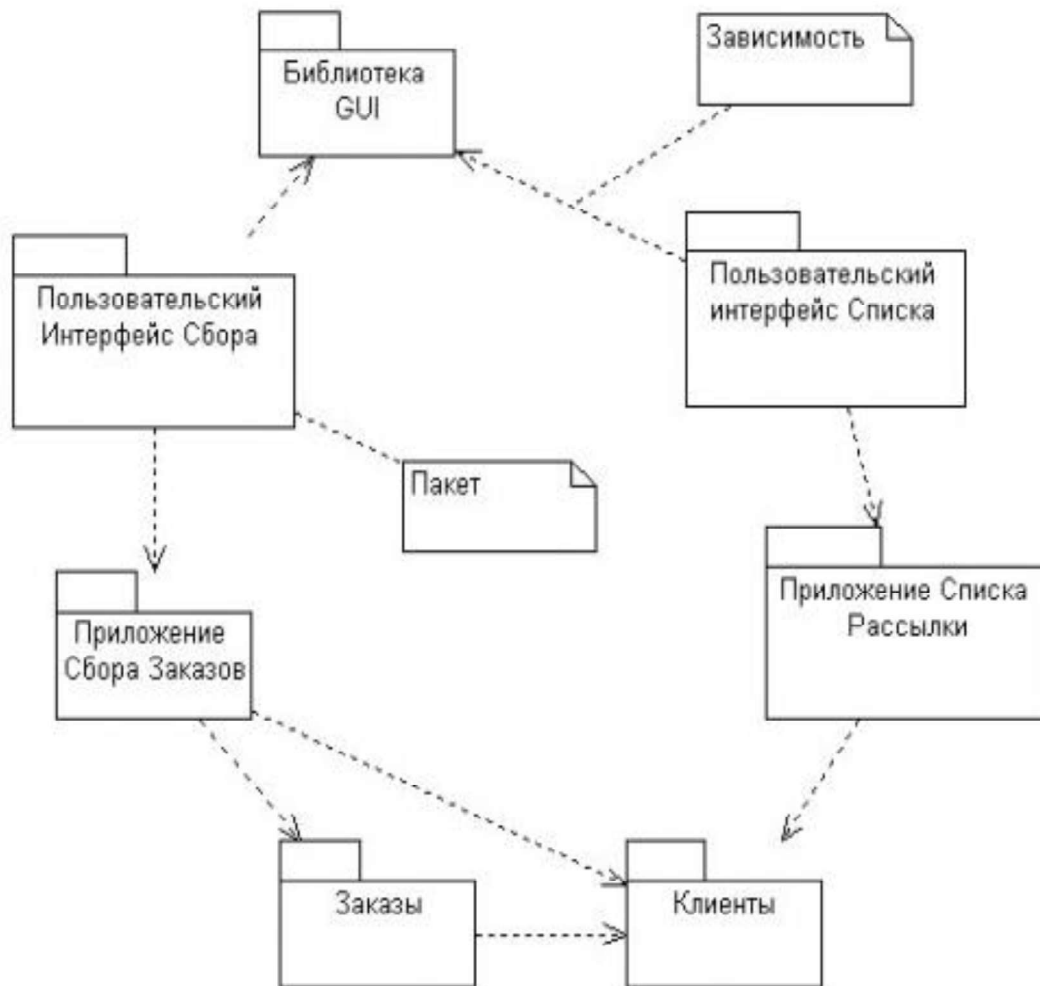 Библиотека
GUI
Зависимость
Пользовательский
Интерфейс Сбора
Пользовательский
интерфейс Списка
Пакет
Приложение
Сбора Заказов
Приложение Списка
Рассылки
Заказы
Клиенты